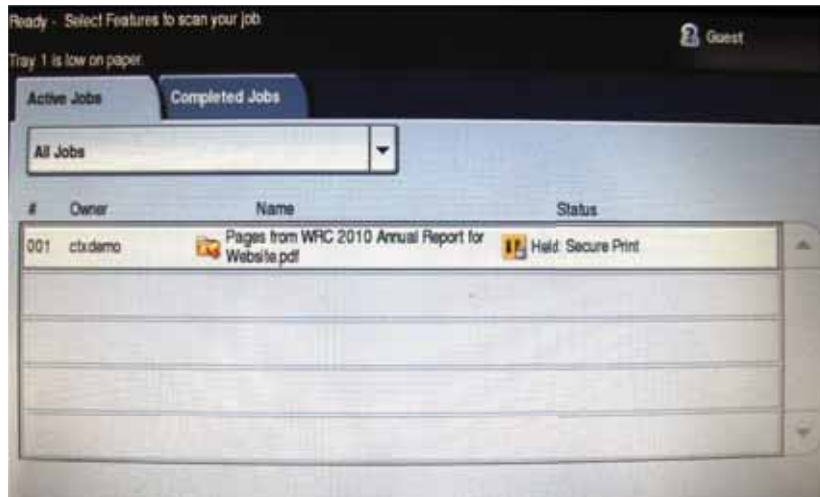 Ready - Select Features to scan your job
Guest
Tray 1 is low on paper.
Active Jobs
Completed Jobs
All Jobs
# Owner Name Status
001 ctxdemo Pages from WRC 2010 Annual Report for Held: Secure Print
Website.pdf